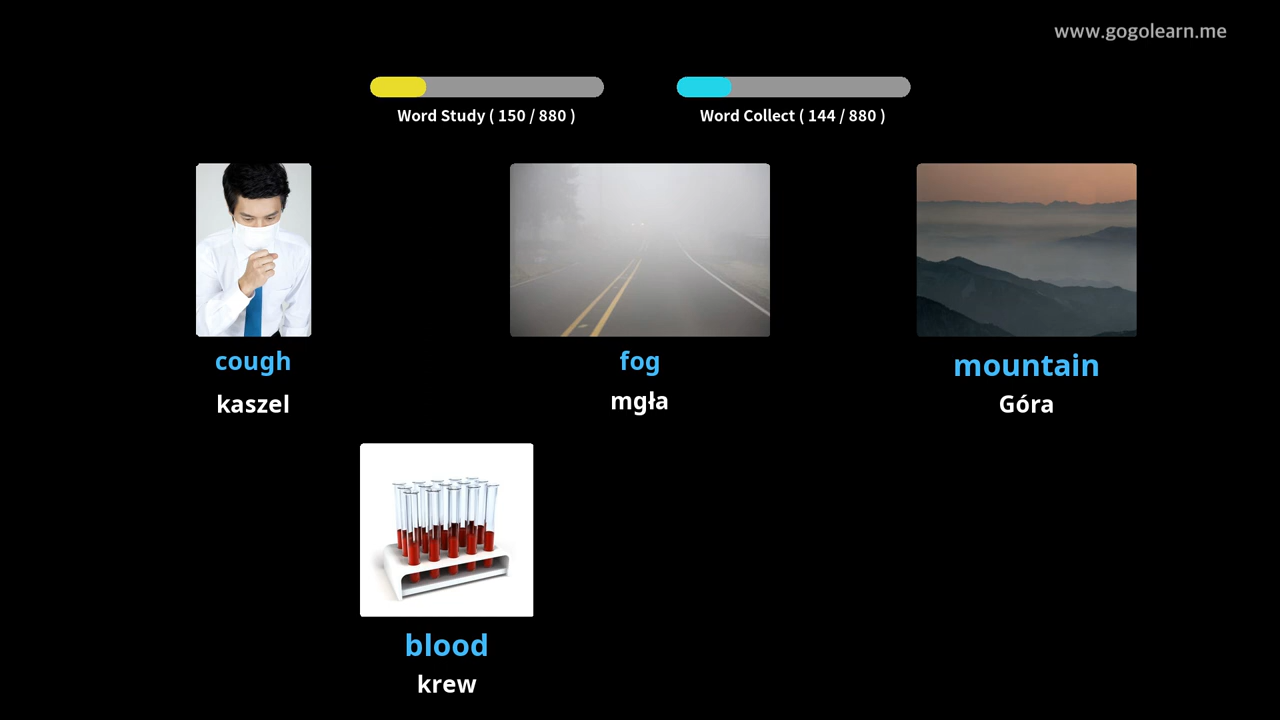 www.gogolearn.me
Word Study ( 150 / 880 )
Word Collect ( 144 / 880 )
cough
kaszel
fog
mgła
mountain
Góra
blood
krew